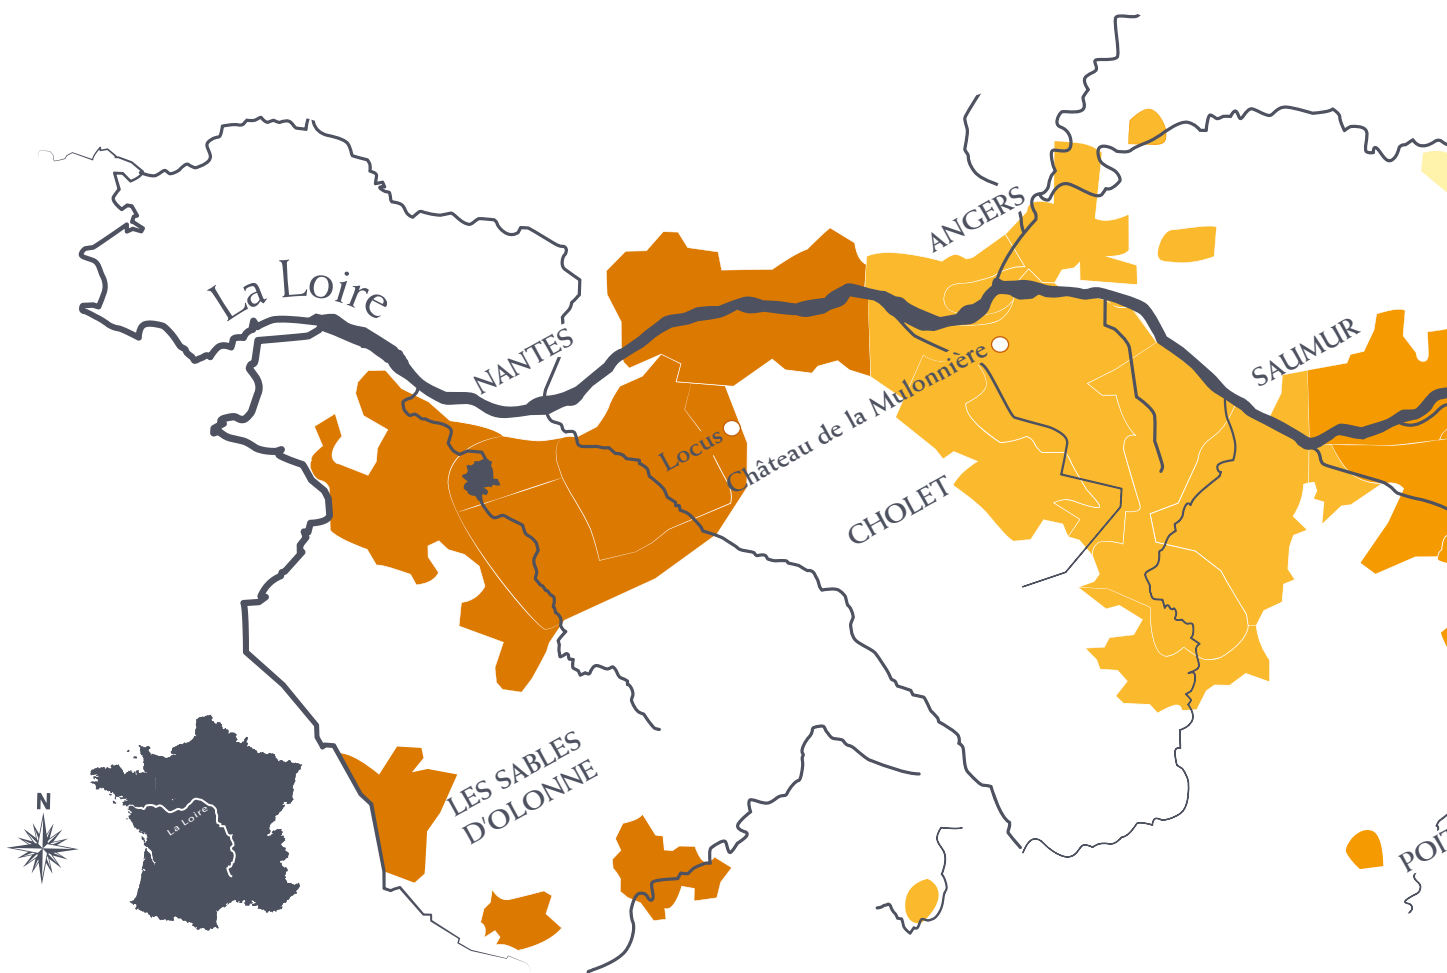 ANGERS
La Loire
NANTES
SAUMUR
Château de la Mulonnière
Locus
CHOLET
LES SABLES
D'OLONNE
N
La Loire